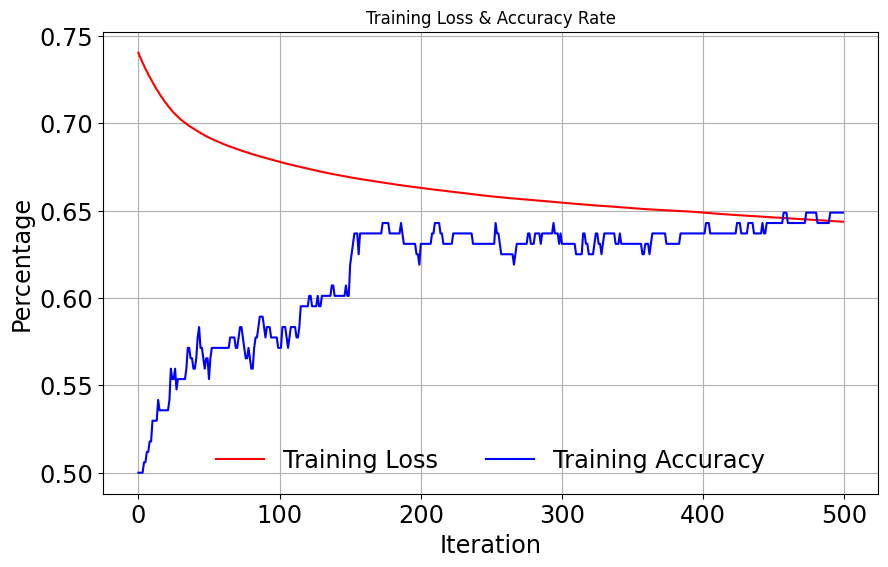 Training Loss & Accuracy Rate
0.75
0.70
0.65
0.60
0.55
0.50
Percentage
Training Loss
Training Accuracy
0 100 200 300 400 500
Iteration